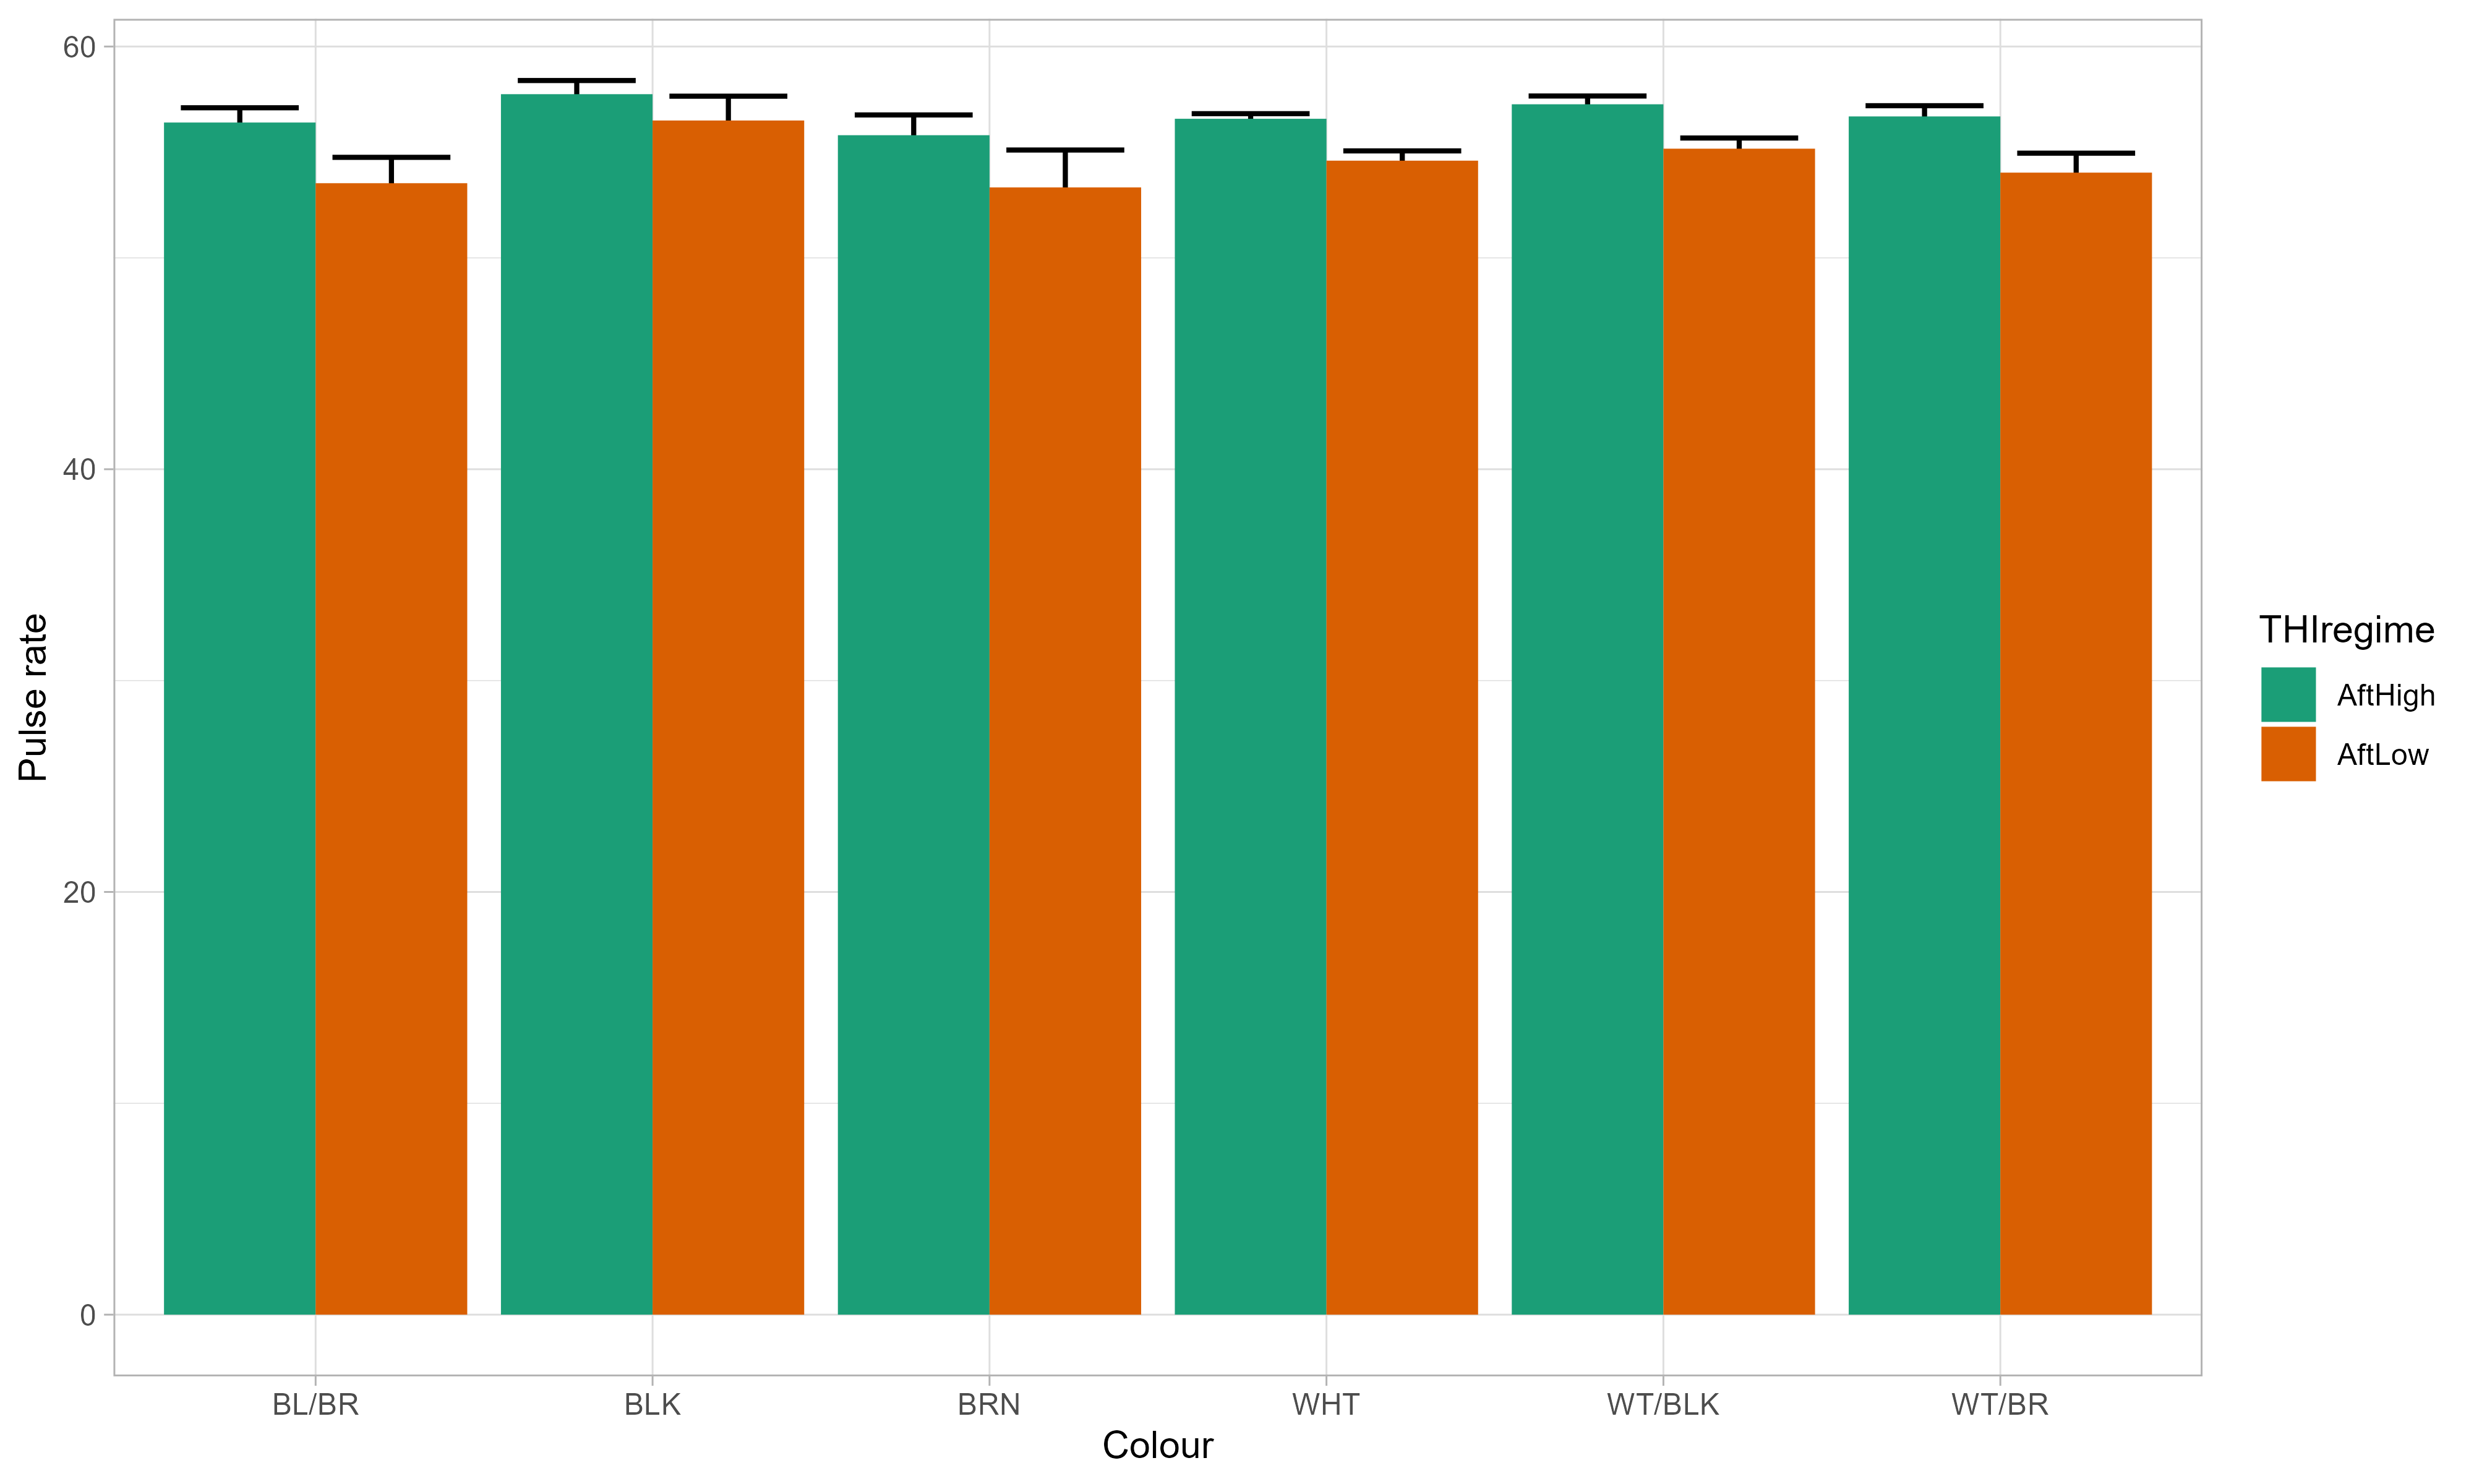 60
40
20
0
Pulse rate
BL/BR BLK BRN WHT WT/BLK WT/BR
Colour
THIregime
AftHigh
AftLow